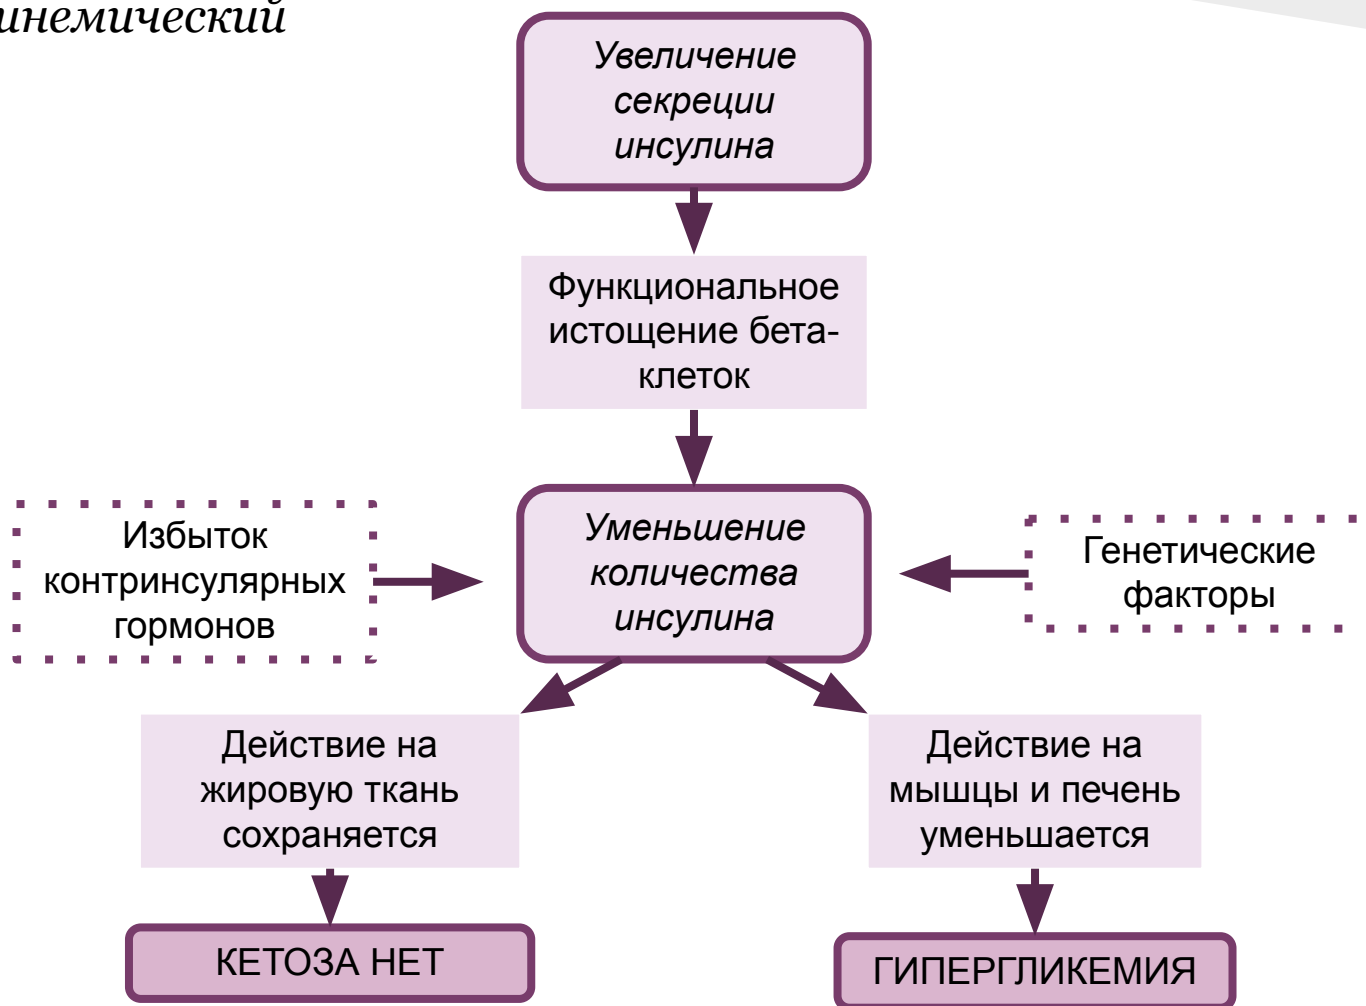 инемический
Увеличение
секреции
инсулина
Функциональное
истощение бета-
клеток
Избыток
контринсулярных
гормонов
Уменьшение
количества
инсулина
Генетические
факторы
Действие на
жировую ткань
сохраняется
Действие на
мышцы и печень
уменьшается
КЕТОЗА НЕТ
ГИПЕРГЛИКЕМИЯ